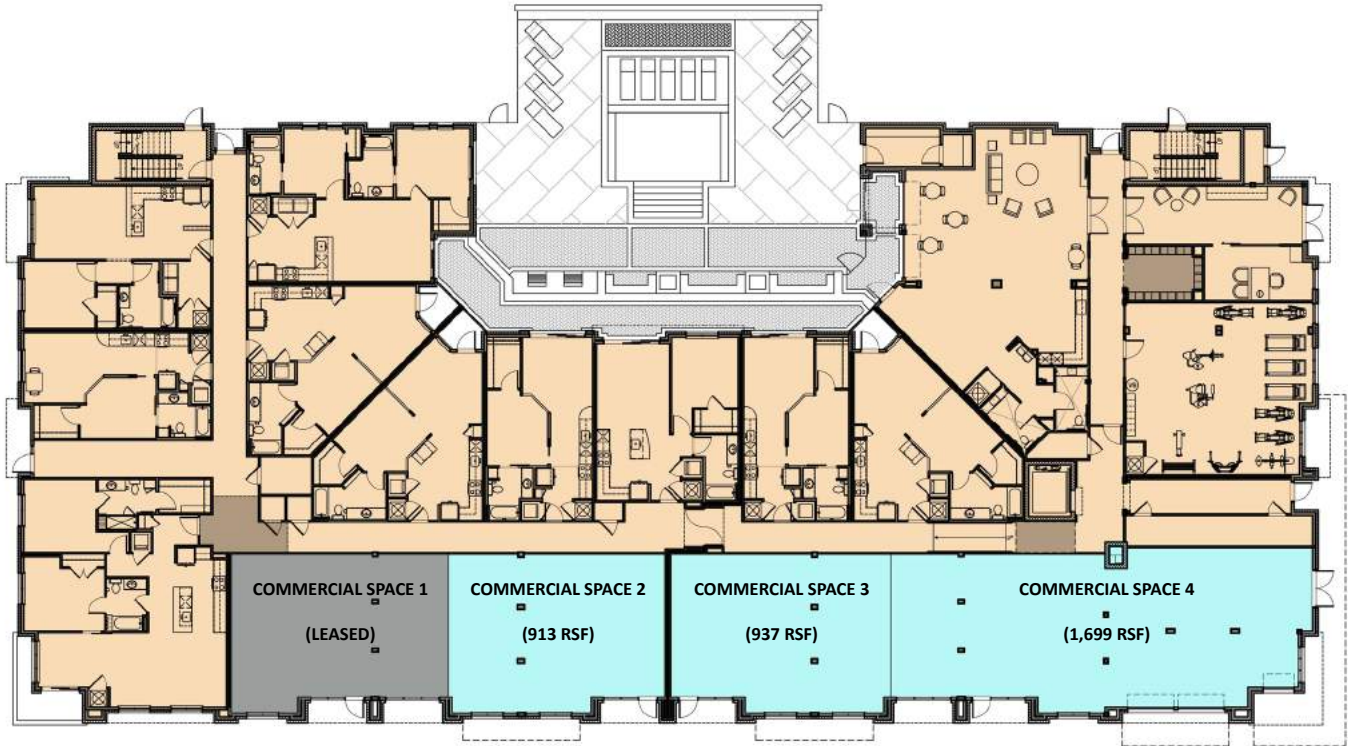 COMMERCIAL SPACE 1
(LEASED)
COMMERCIAL SPACE 2
(913 RSF)
COMMERCIAL SPACE 3
(937 RSF)
COMMERCIAL SPACE 4
(1,699 RSF)